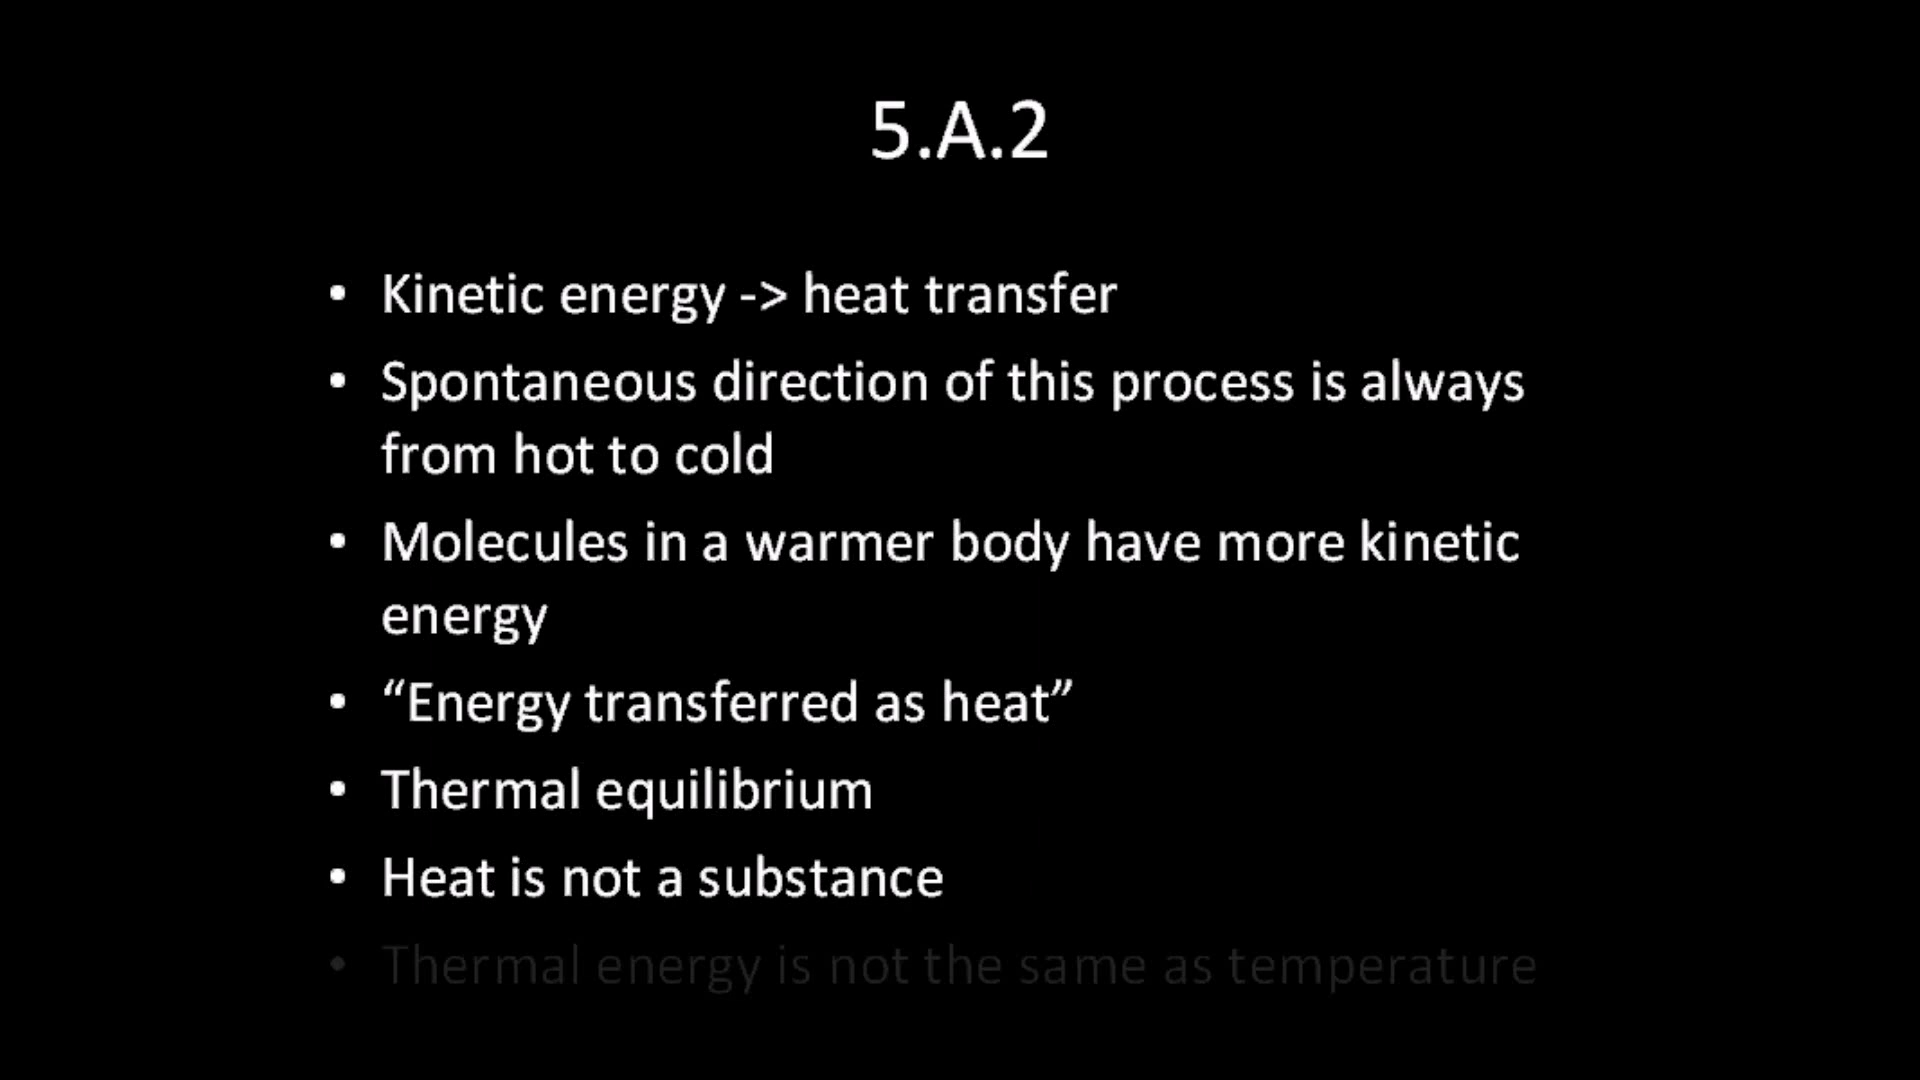 5.A.2
• Kinetic energy -> heat transfer
• Spontaneous direction of this process is always
from hot to cold
• Molecules in a warmer body have more kinetic
energy
• “Energy transferred as heat”
• Thermal equilibrium
• Heat is not a substance
• Thermal energy is not the same as temperature